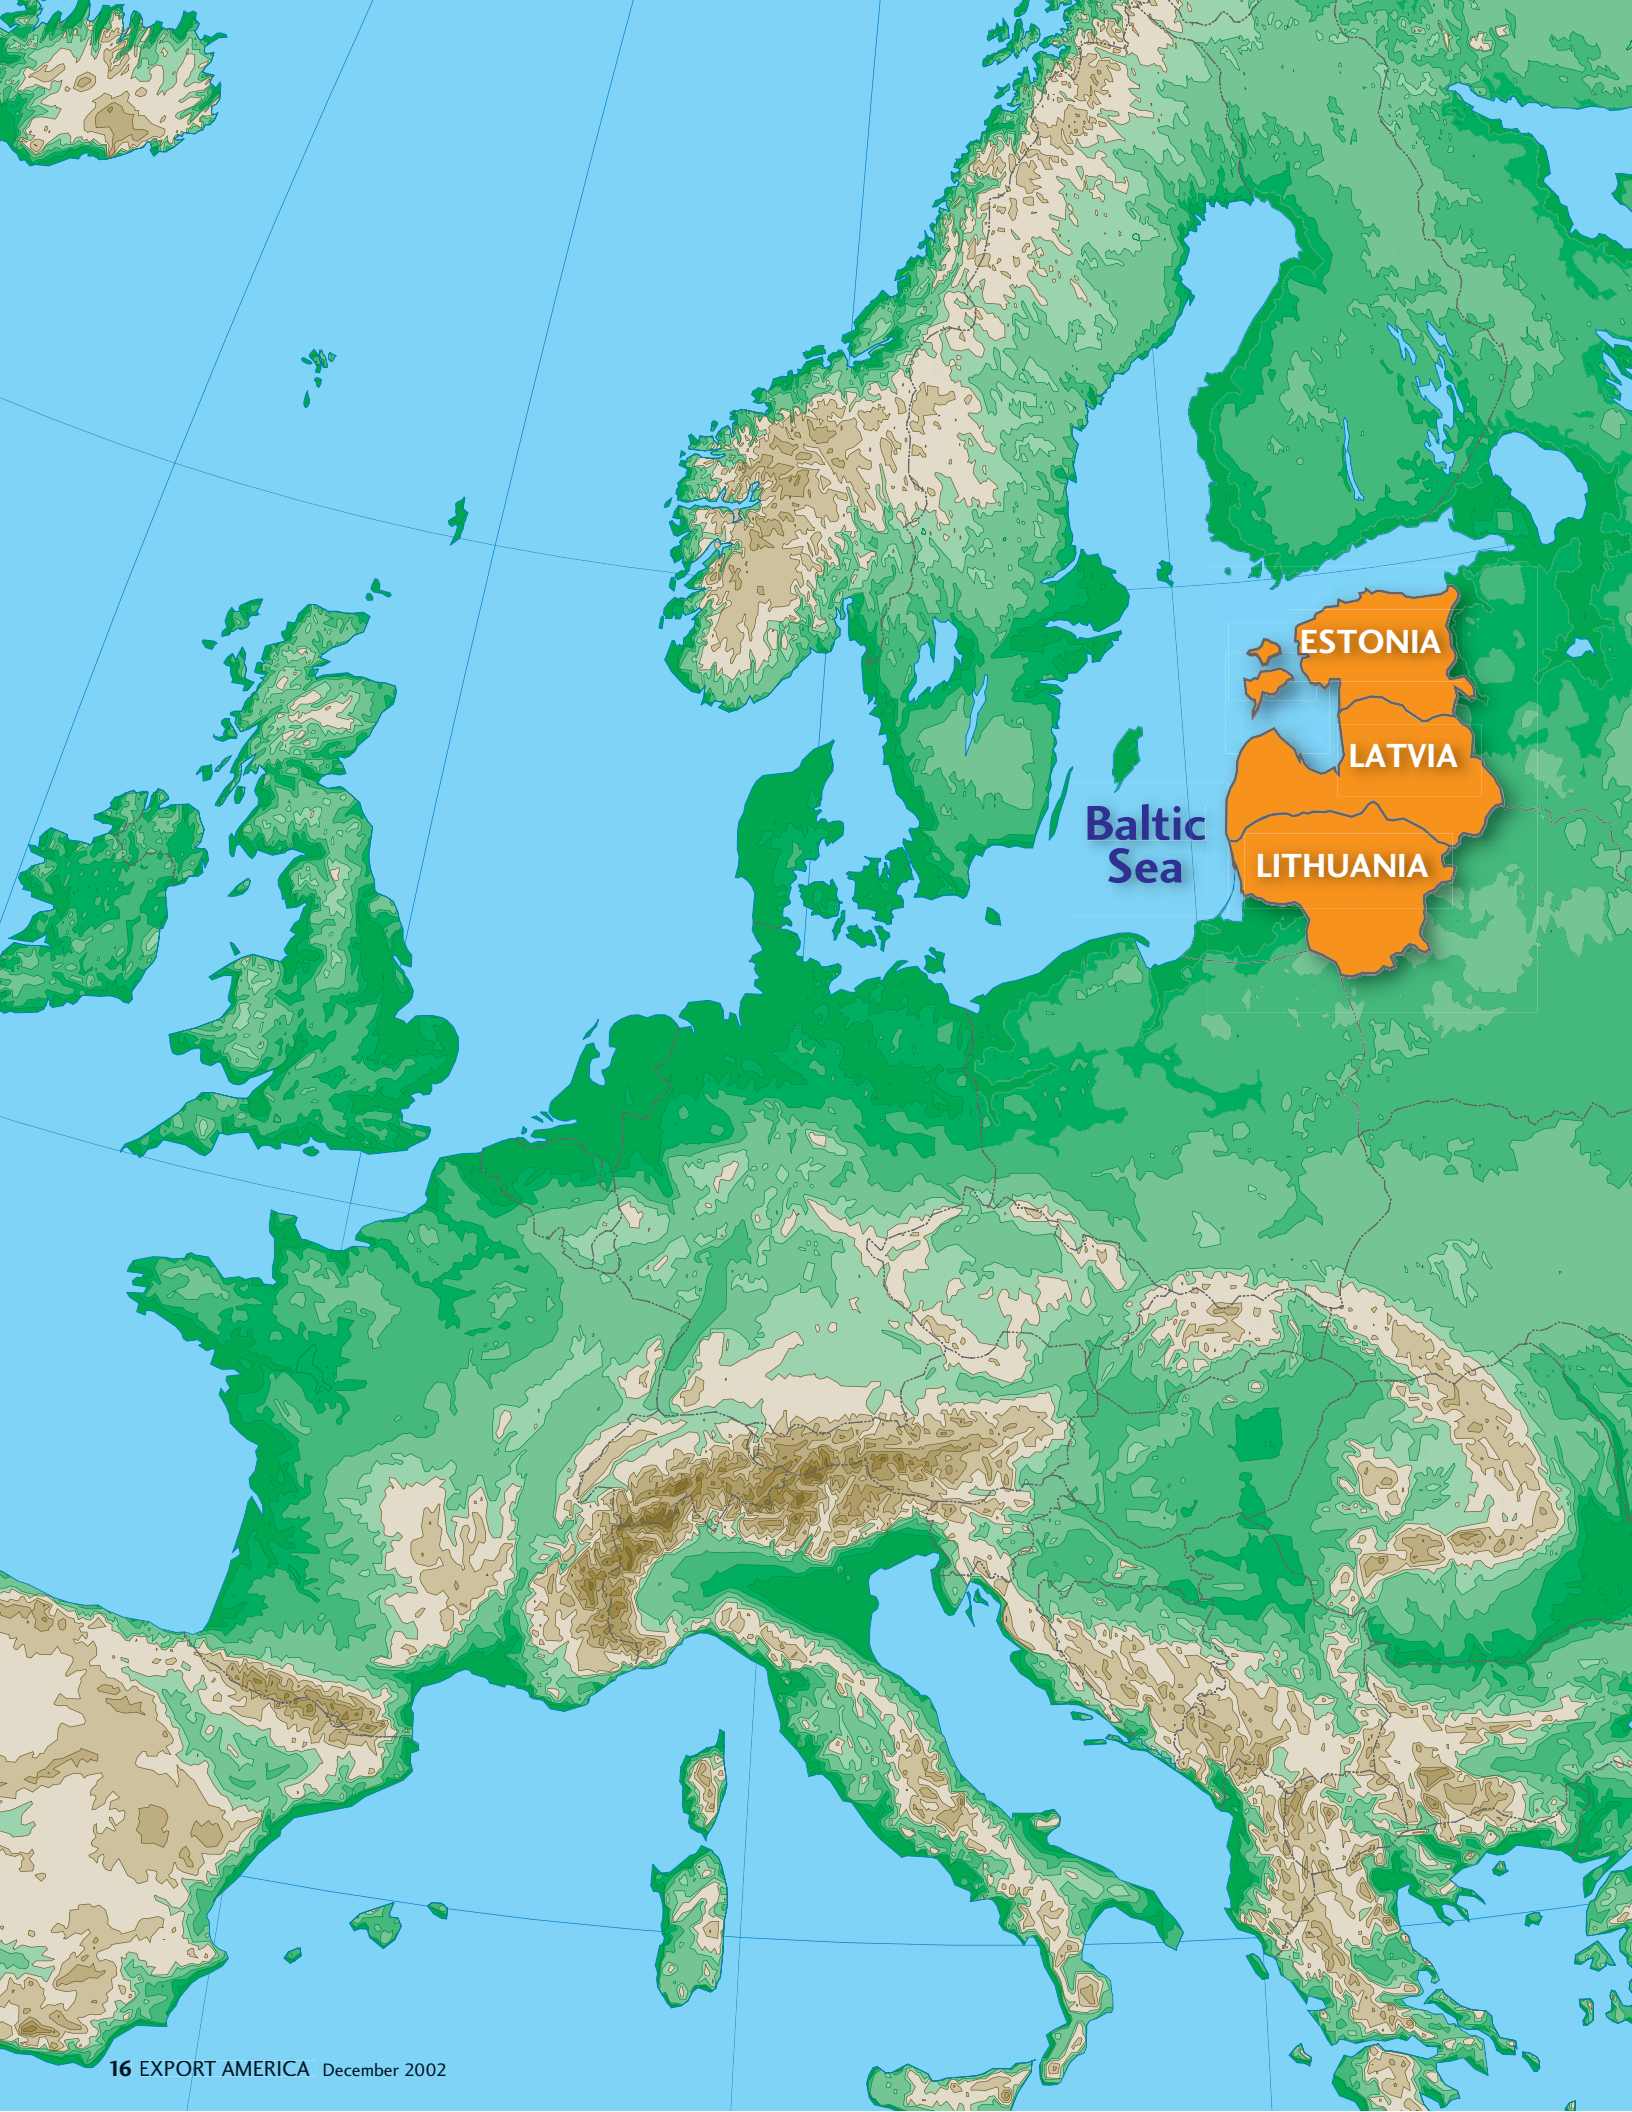 ESTONIA
LATVIA
Baltic
Sea
LITHUANIA
16 EXPORT AMERICA December 2002